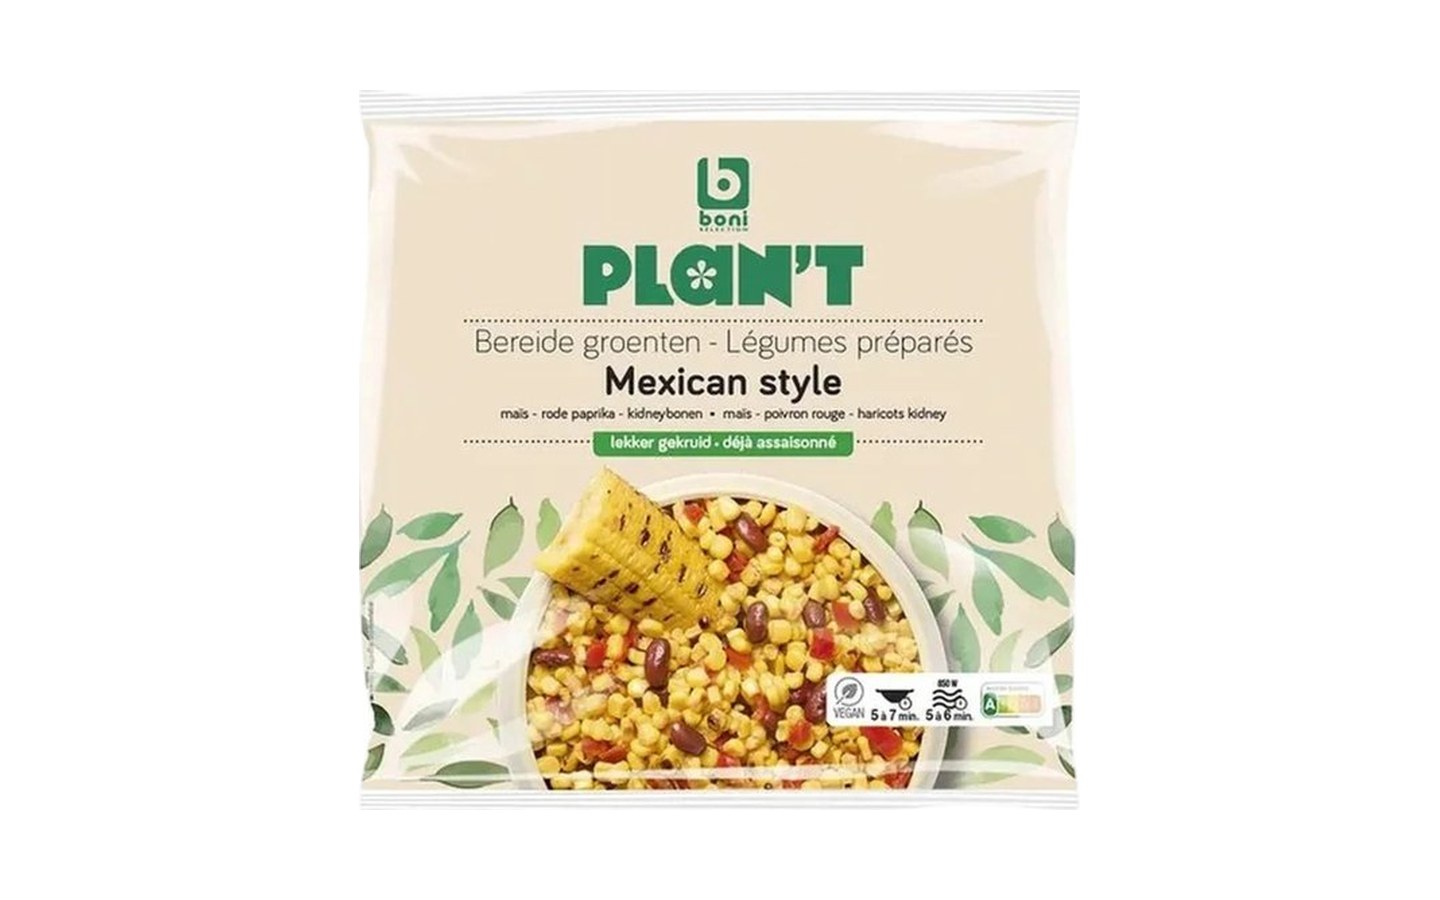 b
boni
SELECTION
PLAN'T
Bereide groenten - Légumes préparés
Mexican style
maïs - rode paprika - kidneybonen • maïs - poivron rouge - haricots kidney
lekker gekruid • déjà assaisonné
850 W
VEGAN 5 à 7 min. 5 à 6 min. A